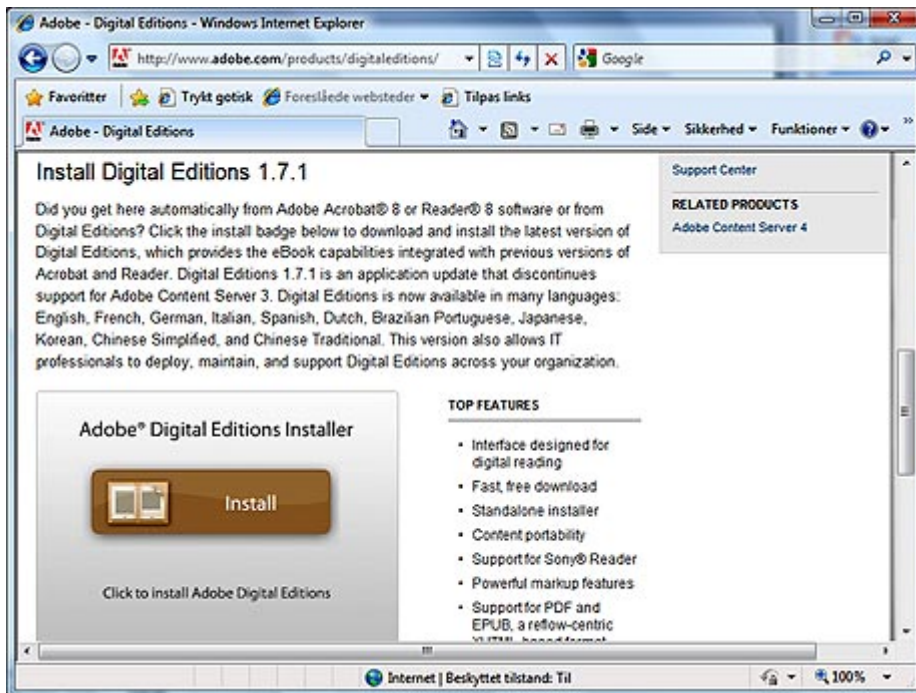 Adobe - Digital Editions - Windows Internet Explorer
http://www.adobe.com/products/digitaleditions/
Google
Favoritter
Trykt gotisk
Foreslåede websteder
Tilpas links
Adobe - Digital Editions
Side
Sikkerhed
Funktioner
Install Digital Editions 1.7.1
Did you get here automatically from Adobe Acrobat® 8 or Reader® 8 software or from
Digital Editions? Click the install badge below to download and install the latest version of
Digital Editions, which provides the eBook capabilities integrated with previous versions of
Acrobat and Reader. Digital Editions 1.7.1 is an application update that discontinues
support for Adobe Content Server 3. Digital Editions is now available in many languages:
English, French, German, Italian, Spanish, Dutch, Brazilian Portuguese, Japanese,
Korean, Chinese Simplified, and Chinese Traditional. This version also allows IT
professionals to deploy, maintain, and support Digital Editions across your organization.
Support Center
RELATED PRODUCTS
Adobe Content Server 4
Adobe® Digital Editions Installer
Install
Click to install Adobe Digital Editions
TOP FEATURES
Interface designed for
digital reading
Fast, free download
Standalone installer
Content portability
Support for Sony® Reader
Powerful markup features
Support for PDF and
EPUB, a reflow-centric
XHTML-based format
Internet | Beskyttet tilstand: Til
100%